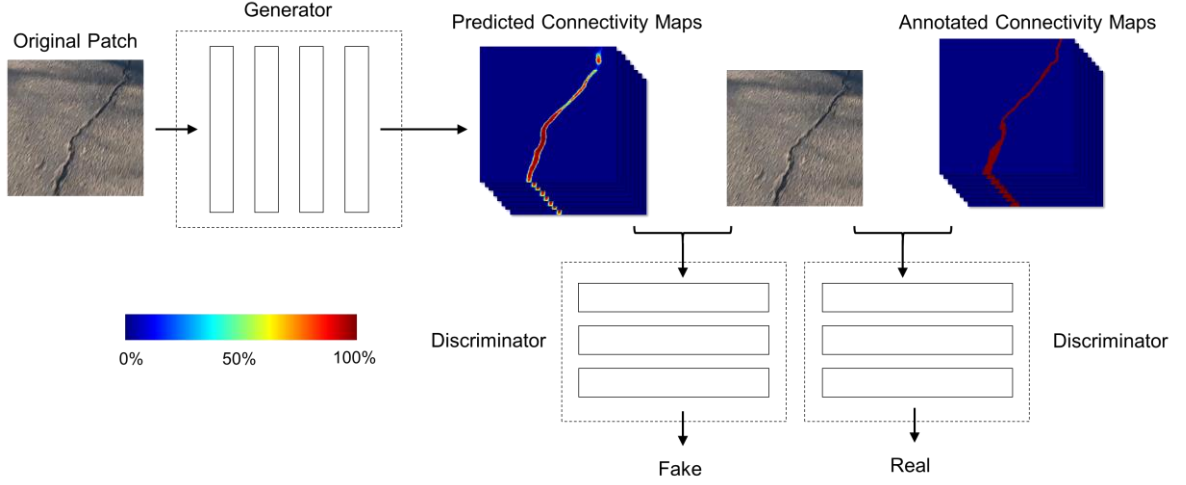 Generator
Original Patch
Predicted Connectivity Maps
Annotated Connectivity Maps
0%
50%
100%
Discriminator
Discriminator
Fake
Real